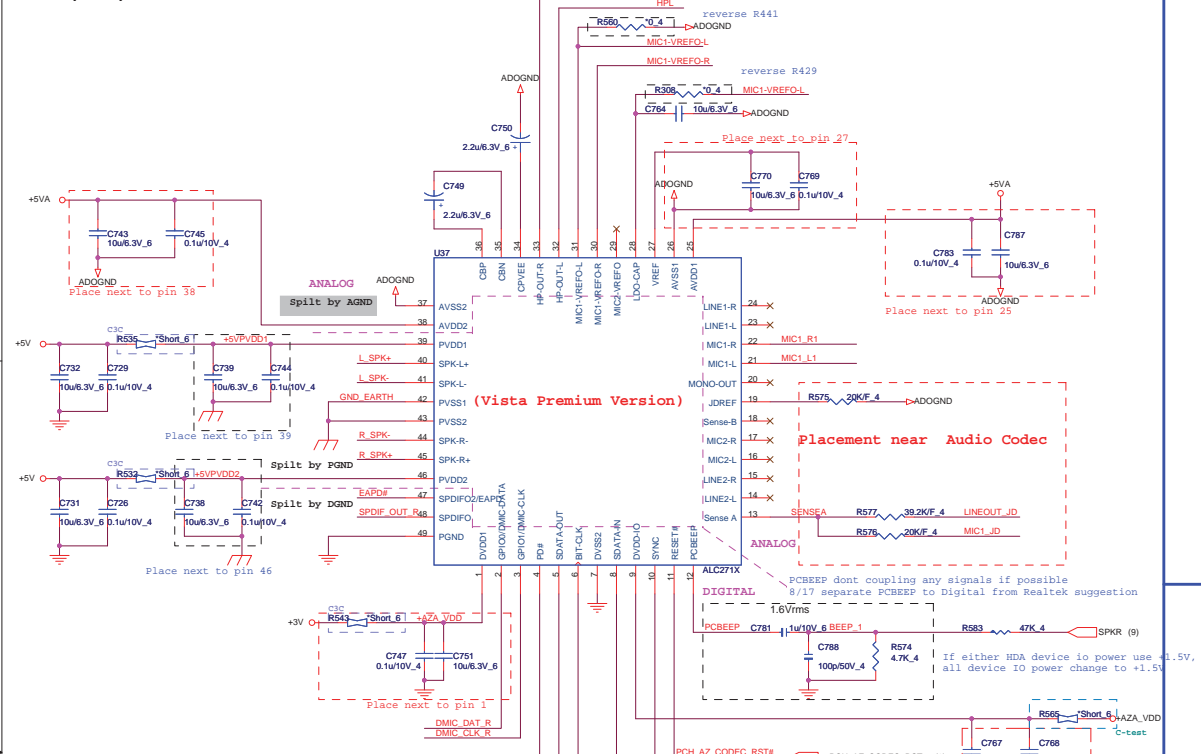 HPL
reverse R441
R560
*0_4
ADOGND
MIC1-VREFO-L
MIC1-VREFO-R
reverse R429
ADOGND
R308
*0_4
MIC1-VREFO-L
C764
10u/6.3V_6
ADOGND
C750
2.2u/6.3V_6
+
Place next to pin 27
C749
2.2u/6.3V_6
+
ADOGND
C770
10u/6.3V_6
C769
0.1u/10V_4
+5VA
+5VA
C743
10u/6.3V_6
C745
0.1u/10V_4
ADOGND
Place next to pin 38
C783
0.1u/10V_4
C787
10u/6.3V_6
ADOGND
Place next to pin 25
36
35
34
33
32
31
30
29
28
27
26
25
U37
CBP
CBN
CPVEE
HP-OUT-R
HP-OUT-L
MIC1-VREFO-L
MIC1-VREFO-R
MIC2-VREFO
LDO-CAP
VREF
AVSS1
AVDD1
ANALOG
ADOGND
Spilt by AGND
37
AVSS2
LINE1-R
24
38
AVDD2
LINE1-L
23
+5V
C3C
R535
*Short_6
+5VPVDD1
39
PVDD1
MIC1-R
22
MIC1_R1
L_SPK+
40
SPK-L+
MIC1-L
21
MIC1_L1
C732
10u/6.3V_6
C729
0.1u/10V_4
C739
10u/6.3V_6
C744
0.1u/10V_4
L_SPK-
41
SPK-L-
MONO-OUT
20
GND_EARTH
42
PVSS1
(Vista Premium Version)
JDREF
19
R575
20K/F_4
ADOGND
43
PVSS2
Sense-B
18
Place next to pin 39
R_SPK-
44
SPK-R-
MIC2-R
17
Placement near Audio Codec
R_SPK+
45
SPK-R+
MIC2-L
16
+5V
C3C
R532
*Short_6
+5VPVDD2
Spilt by PGND
46
PVDD2
LINE2-R
15
EAPD#
47
SPDIFO2/EAPD
LINE2-L
14
C731
10u/6.3V_6
C726
0.1u/10V_4
C738
10u/6.3V_6
C742
0.1u/10V_4
Spilt by DGND
SPDIF_OUT_R
48
SPDIFO
Sense A
13
SENSEA
R577
39.2K/F_4
LINEOUT_JD
49
PGND
R576
20K/F_4
MIC1_JD
ANALOG
Place next to pin 46
DVDD1
GPIO0/DMIC-DATA
GPIO1/DMIC-CLK
PD#
SDATA-OUT
BIT-CLK
DVSS2
SDATA-IN
DVDD-IO
SYNC
RESET#
PCBEEP
ALC271X
1
2
3
4
5
6
7
8
9
10
11
12
DIGITAL
PCBEEP dont coupling any signals if possible
8/17 separate PCBEEP to Digital from Realtek suggestion
+3V
C3C
R543
*Short_6
+AZA_VDD
1.6Vrms
PCBEEP
C781
1u/10V_6
BEEP_1
R583
47K_4
SPKR (9)
C747
0.1u/10V_4
C751
10u/6.3V_6
C788
100p/50V_4
R574
4.7K_4
If either HDA device io power use +1.5V,
all device IO power change to +1.5V
Place next to pin 1
DMIC_DAT_R
DMIC_CLK_R
R565
*Short_6
+AZA_VDD
C-test
C767
C768
PCH_AZ_CODEC_RST#